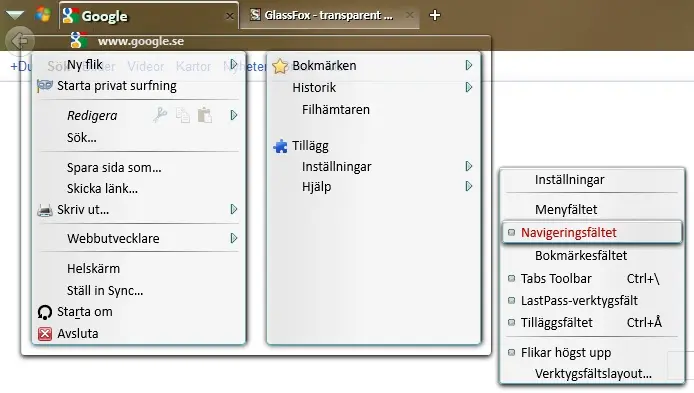 Google
GlassFox - transparent ...
www.google.se
+Du Sök Bilder Videor Kartor Nyheter
Ny flik
Starta privat surfning
Redigera
Sök...
Spara sida som...
Skicka länk...
Skriv ut...
Webbutvecklare
Helskärm
Ställ in Sync...
Starta om
Avsluta
Bokmärken
Historik
Filhämtaren
Tillägg
Inställningar
Hjälp
Inställningar
Menyfältet
Navigeringsfältet
Bokmärkesfältet
Tabs Toolbar Ctrl+\
LastPass-verktygsfält
Tilläggsfältet Ctrl+Å
Flikar högst upp
Verktygsfältslayout...